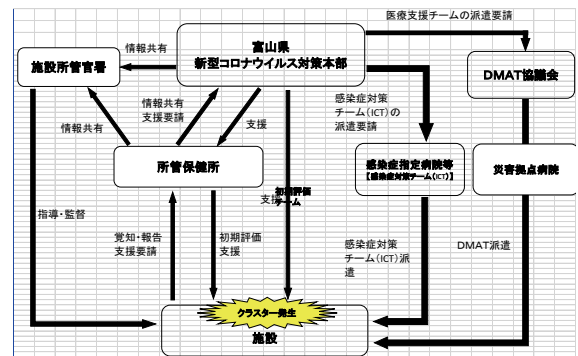 医療支援チームの派遣要請
富山県
新型コロナウイルス対策本部
情報共有
施設所管官署
DMAT協議会
情報共有
支援要請
感染症対策
チーム(ICT)の
派遣要請
情報共有
支援
所管保健所
感染症指定病院等
【感染症対策チーム(ICT)】
災害拠点病院
支援
初期評価
チーム
指導・監督
覚知・報告
支援要請
初期評価
支援
感染症対策
チーム(ICT)派
遣
DMAT派遣
クラスター発生
施設